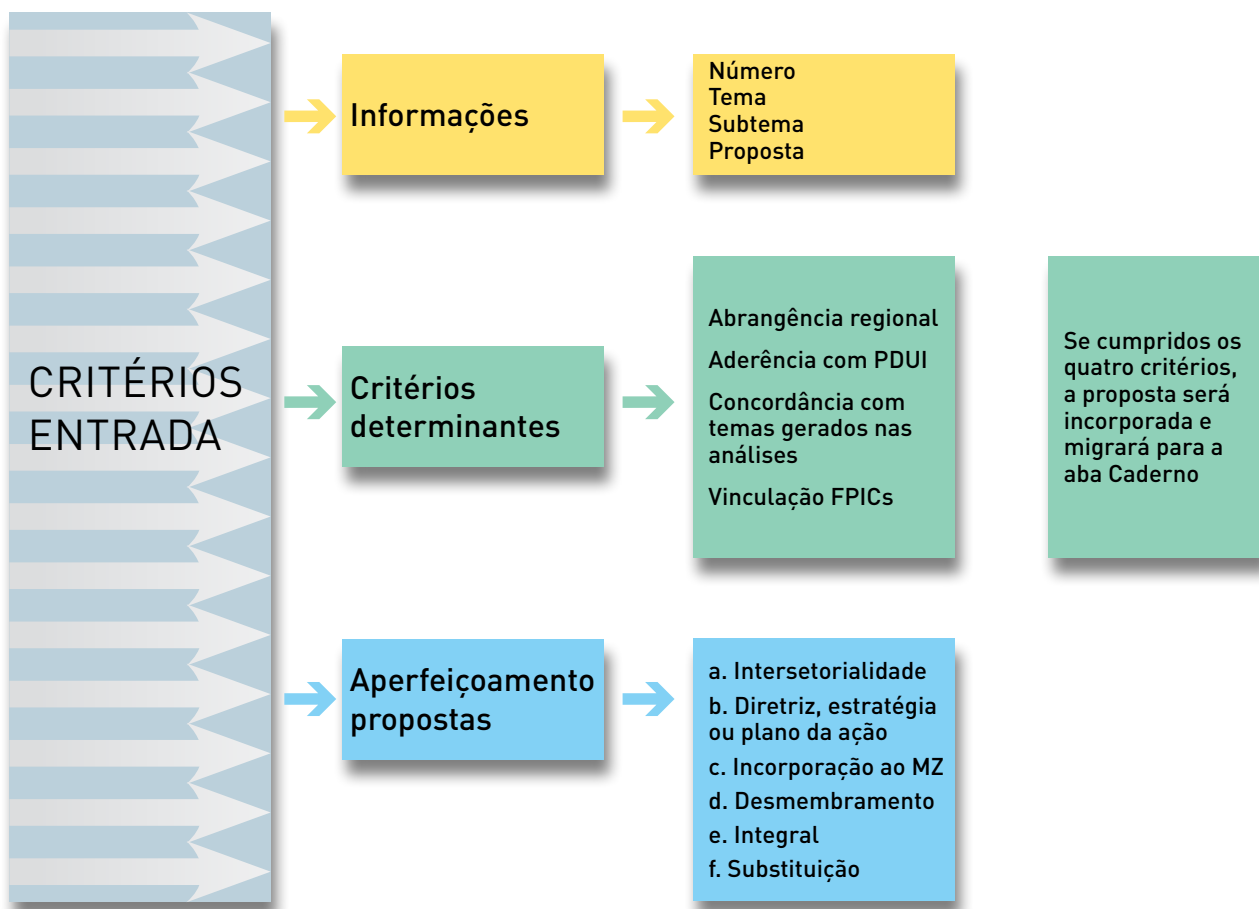 CRITÉRIOS
ENTRADA
Informações
Número
Tema
Subtema
Proposta
Critérios
determinantes
Abrangência regional
Aderência com PDUI
Concordância com
temas gerados nas
análises
Vinculação FPICs
Se cumpridos os
quatro critérios,
a proposta será
incorporada e
migrará para a
aba Caderno
Aperfeiçoamento
propostas
a. Intersetorialidade
b. Diretriz, estratégia
ou plano da ação
c. Incorporação ao MZ
d. Desmembramento
e. Integral
f. Substituição